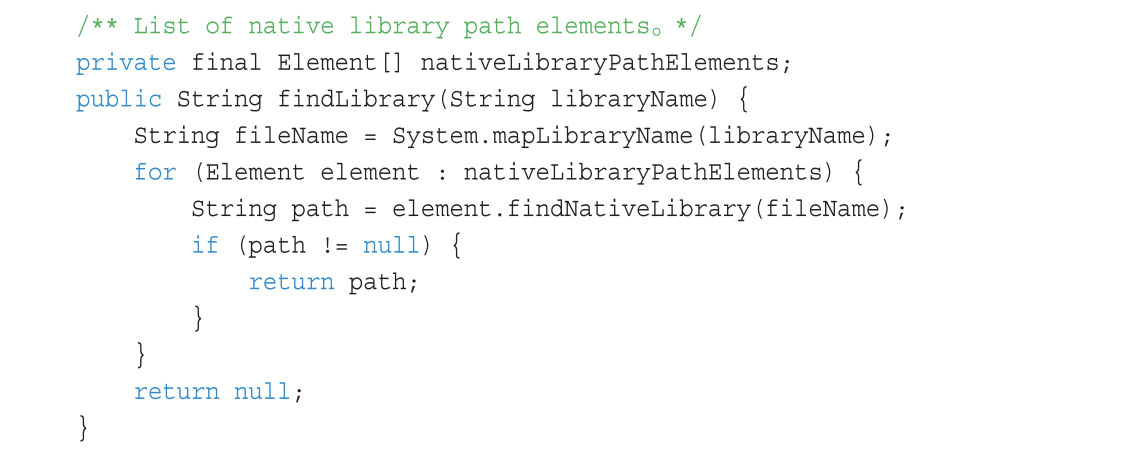 /** List of native library path elements。*/
private final Element[] nativeLibraryPathElements;
public String findLibrary(String libraryName) {
    String fileName = System.mapLibraryName(libraryName);
    for (Element element : nativeLibraryPathElements) {
        String path = element.findNativeLibrary(fileName);
        if (path != null) {
            return path;
        }
    }
    return null;
}